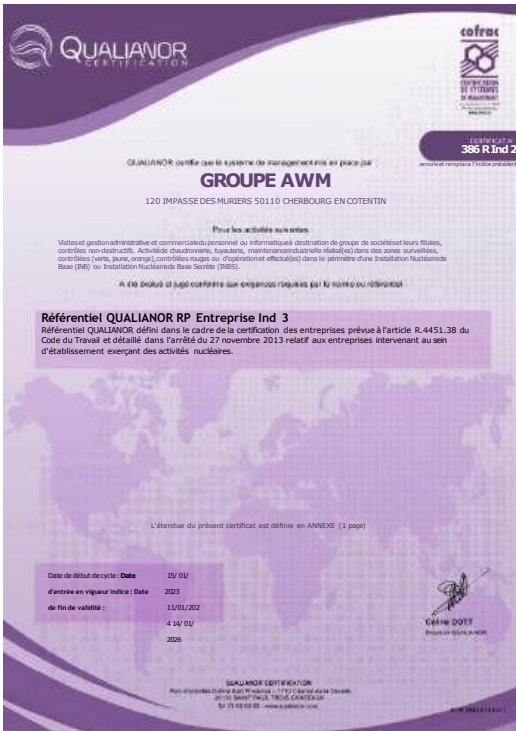 QUALIANOR
CERTIFICATION
cofrac
CERTIFICATION
DE SYSTEMES
DE MANAGEMENT
CERTIFICAT N°
386 R Ind 2
annule et remplace l'indice précédent
QUALIANOR certifie que le système de management mis en place par :
GROUPE AWM
120 IMPASSE DES MURIERS 50110 CHERBOURG EN COTENTIN
Pour les activités suivantes :
Visites et gestion administrative et commerciale du personnel ou informatique à destination de groupe de sociétés et leurs filiales,
contrôles non-destructifs. Activité de chaudronnerie, tuyauterie, maintenance industrielle réalisé(es) dans des zones surveillées,
contrôlées (verte, jaune, orange), contrôlées rouges ou d'opération et effectué(es) dans le périmètre d'une Installation Nucléaire de
Base (INB) ou Installation Nucléaire de Base Secrète (INBS).
A été évalué et jugé conforme aux exigences requises par la norme ou référentiel :
Référentiel QUALIANOR RP Entreprise Ind 3
Référentiel QUALIANOR défini dans le cadre de la certification des entreprises prévue à l'article R.4451.38 du
Code du Travail et détaillé dans l'arrêté du 27 novembre 2013 relatif aux entreprises intervenant au sein
d'établissement exerçant des activités nucléaires.
L'étendue du présent certificat est définie en ANNEXE (1 page)
Date de début de cycle : Date 15/ 01/
d'entrée en vigueur indice : Date 2023
de fin de validité : 11/01/202
4 14/ 01/
2026
Céline DOTT
QUALIANOR CERTIFICATION